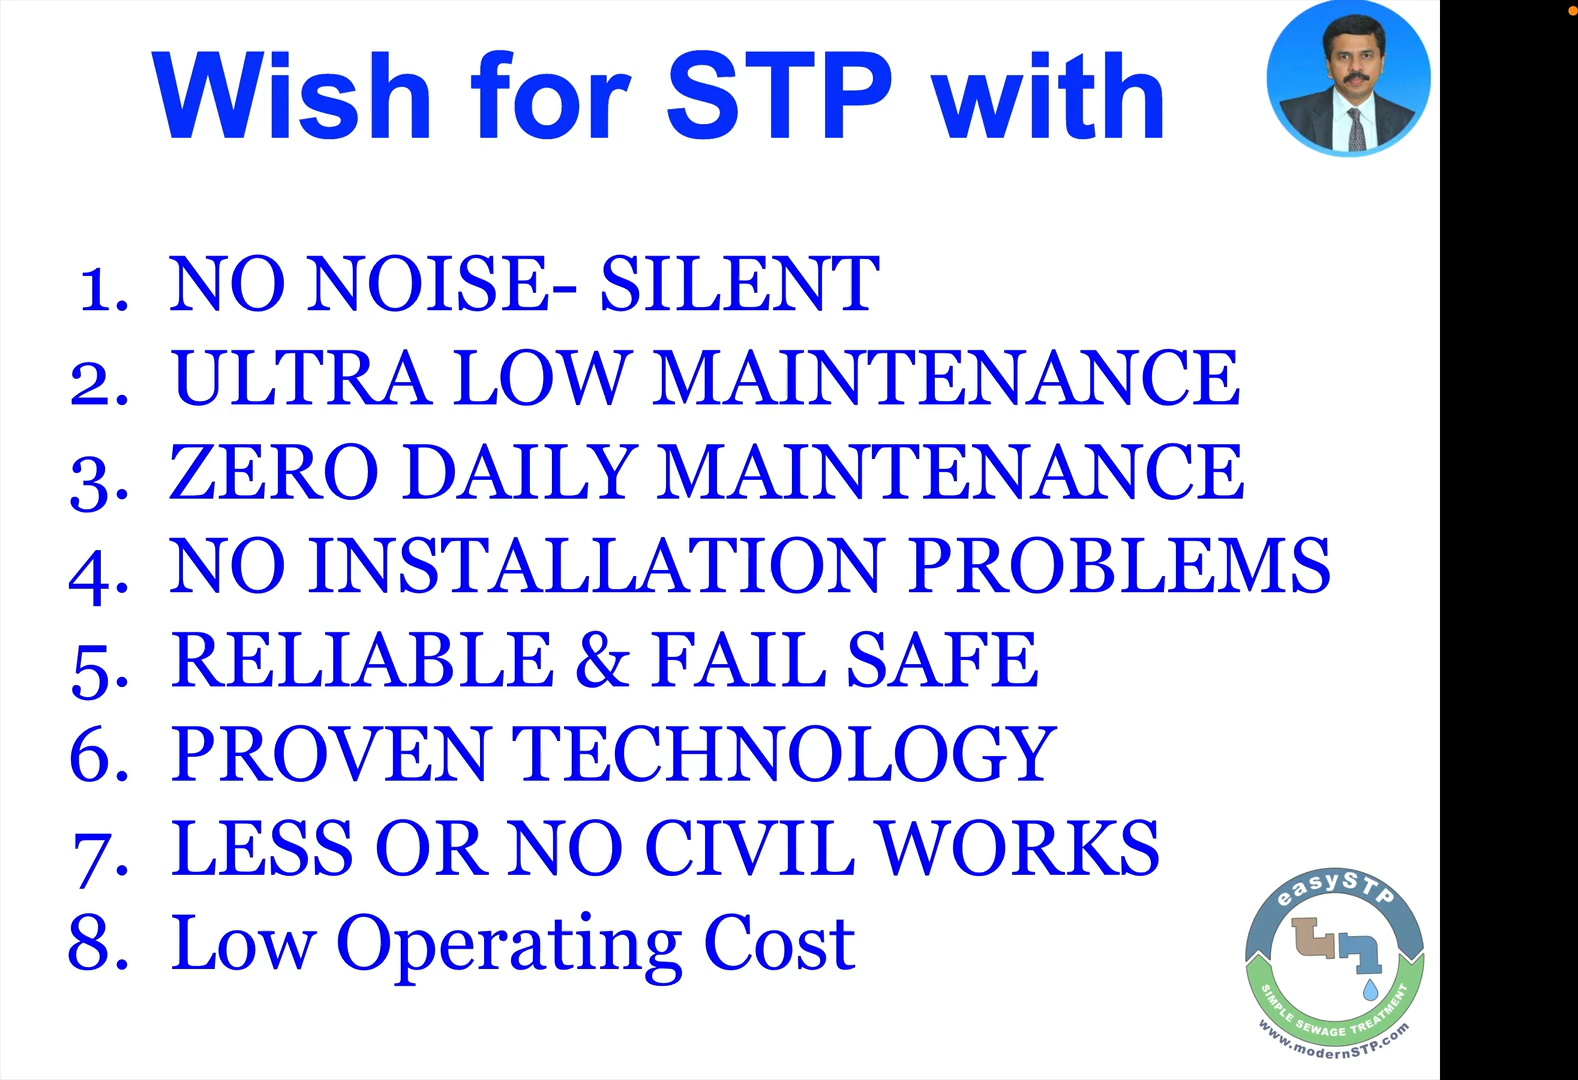 Wish for STP with
1. NO NOISE- SILENT
2. ULTRA LOW MAINTENANCE
3. ZERO DAILY MAINTENANCE
4. NO INSTALLATION PROBLEMS
5. RELIABLE & FAIL SAFE
6. PROVEN TECHNOLOGY
7. LESS OR NO CIVIL WORKS
8. Low Operating Cost
easySTP
SIMPLE SEWAGE TREATMENT
www.modernSTP.com